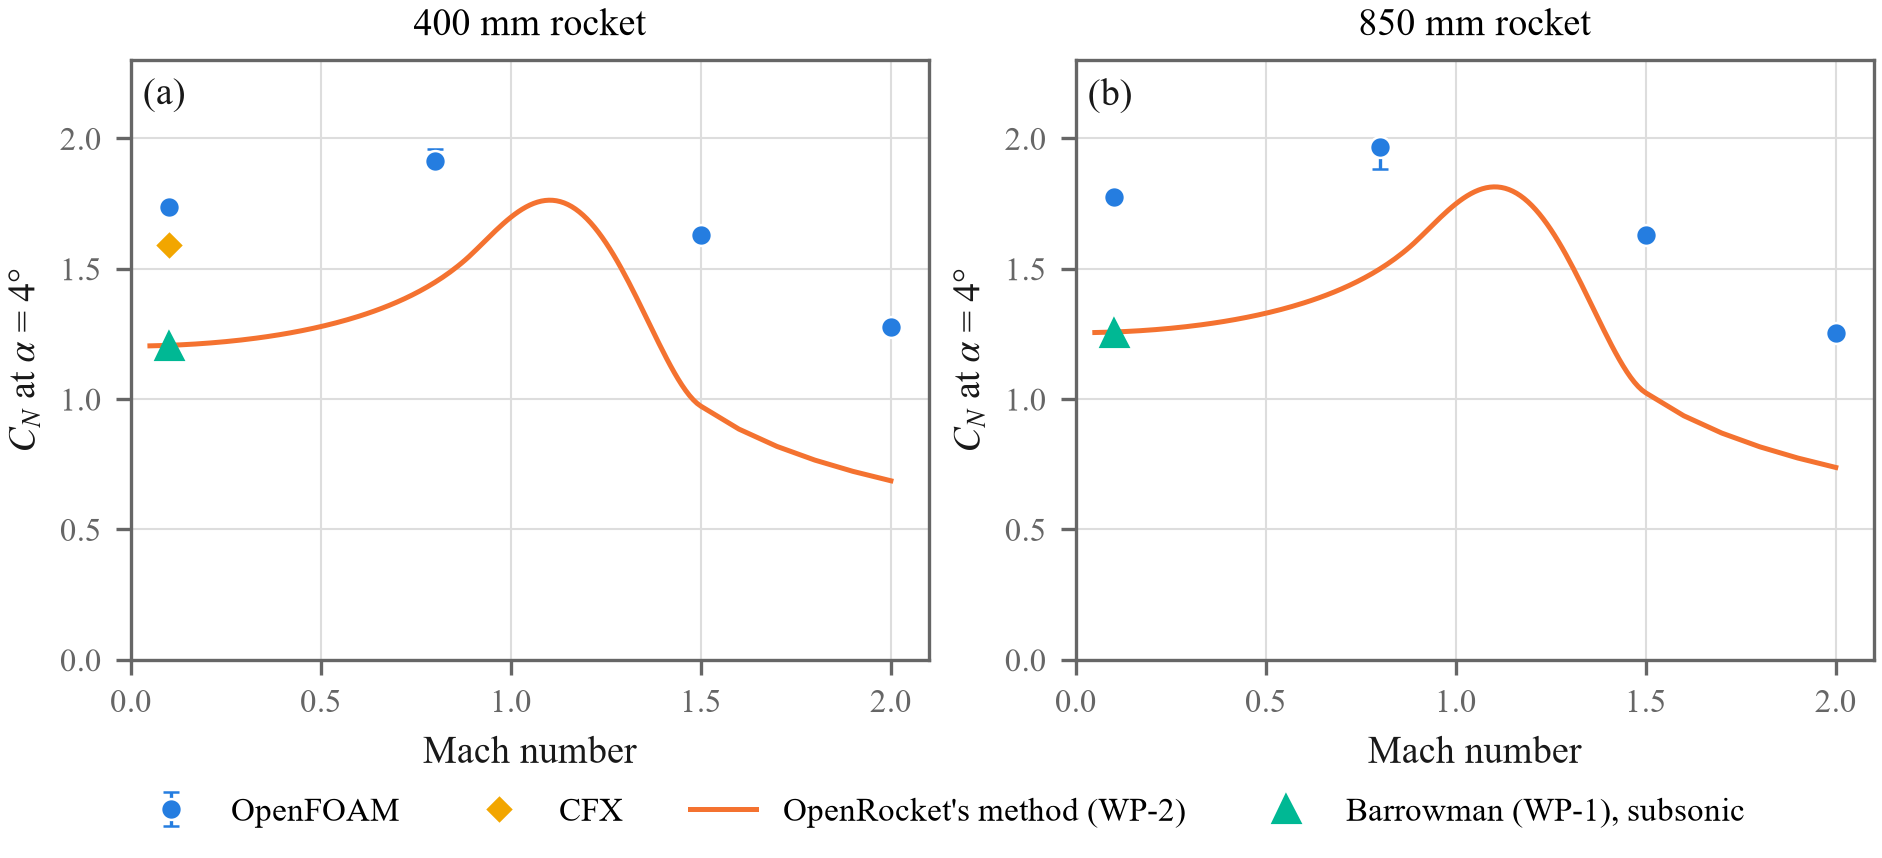 400 mm rocket
850 mm rocket
(a)
2.0
1.5
1.0
0.5
0.0
C_N at α = 4°
0.0 0.5 1.0 1.5 2.0
Mach number
(b)
2.0
1.5
1.0
0.5
0.0
C_N at α = 4°
0.0 0.5 1.0 1.5 2.0
Mach number
OpenFOAM CFX OpenRocket's method (WP-2) Barrowman (WP-1), subsonic